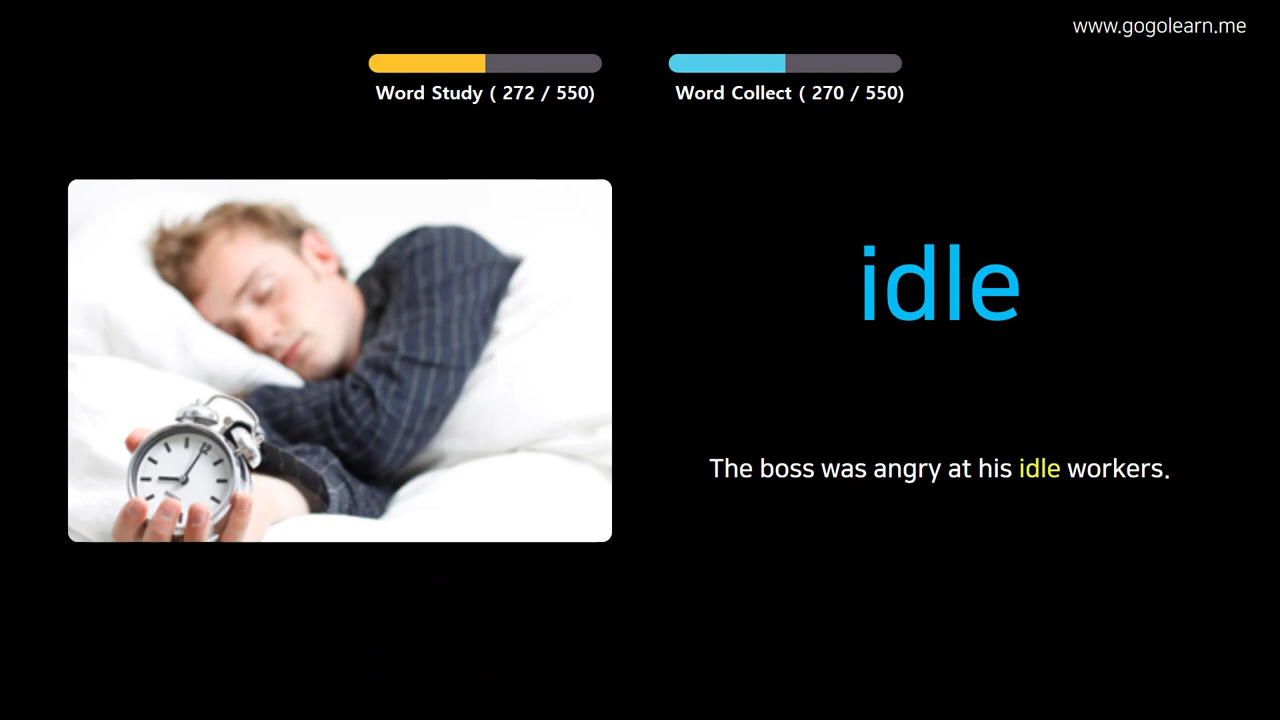 www.gogolearn.me
Word Study ( 272 / 550)
Word Collect ( 270 / 550)
idle
12
The boss was angry at his idle workers.